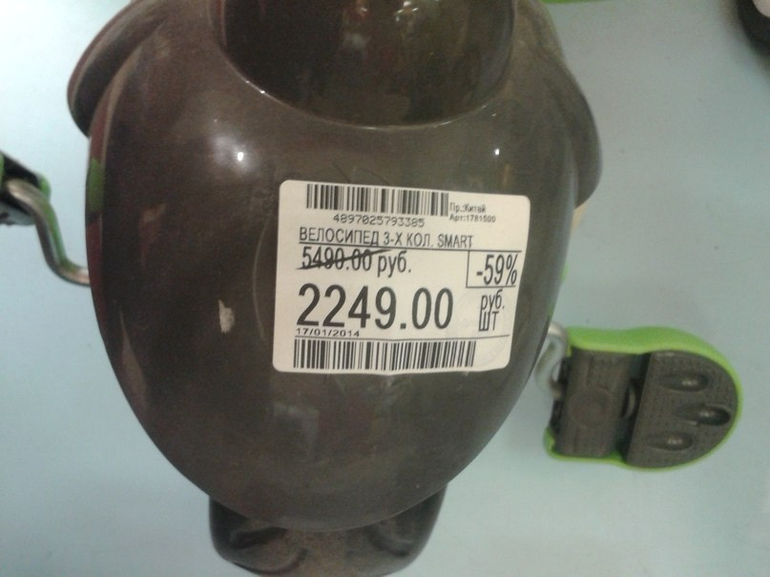 Пр.:Китай
4897025793385 Арт:1781500
ВЕЛОСИПЕД 3-Х КОЛ. SMART
5490.00 руб. -59%
2249.00 руб. ШТ
17/01/2014